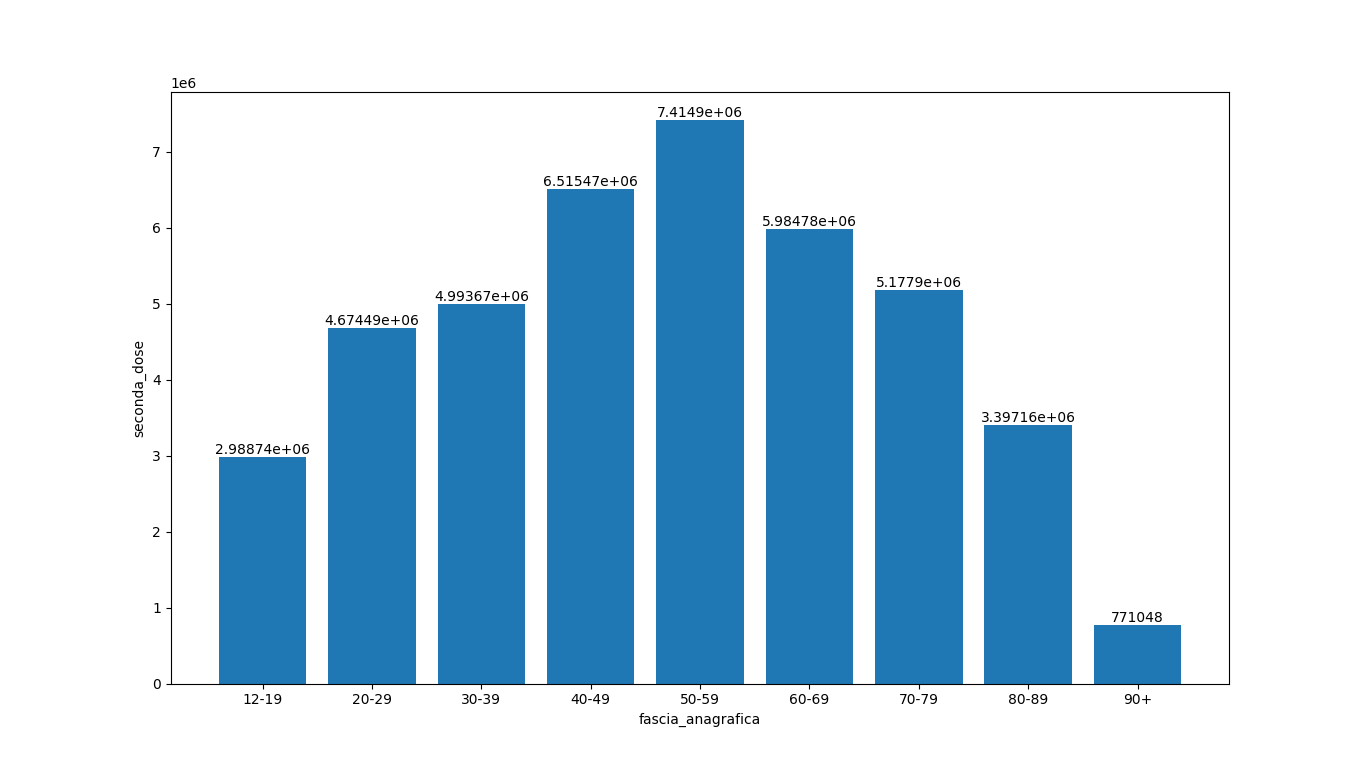 1e6
7.4149e+06
7
6.51547e+06
6
5.98478e+06
5.1779e+06
5
4.99367e+06
4.67449e+06
4
seconda_dose
3.39716e+06
3
2.98874e+06
2
1
771048
0
12-19 20-29 30-39 40-49 50-59 60-69 70-79 80-89 90+
fascia_anagrafica